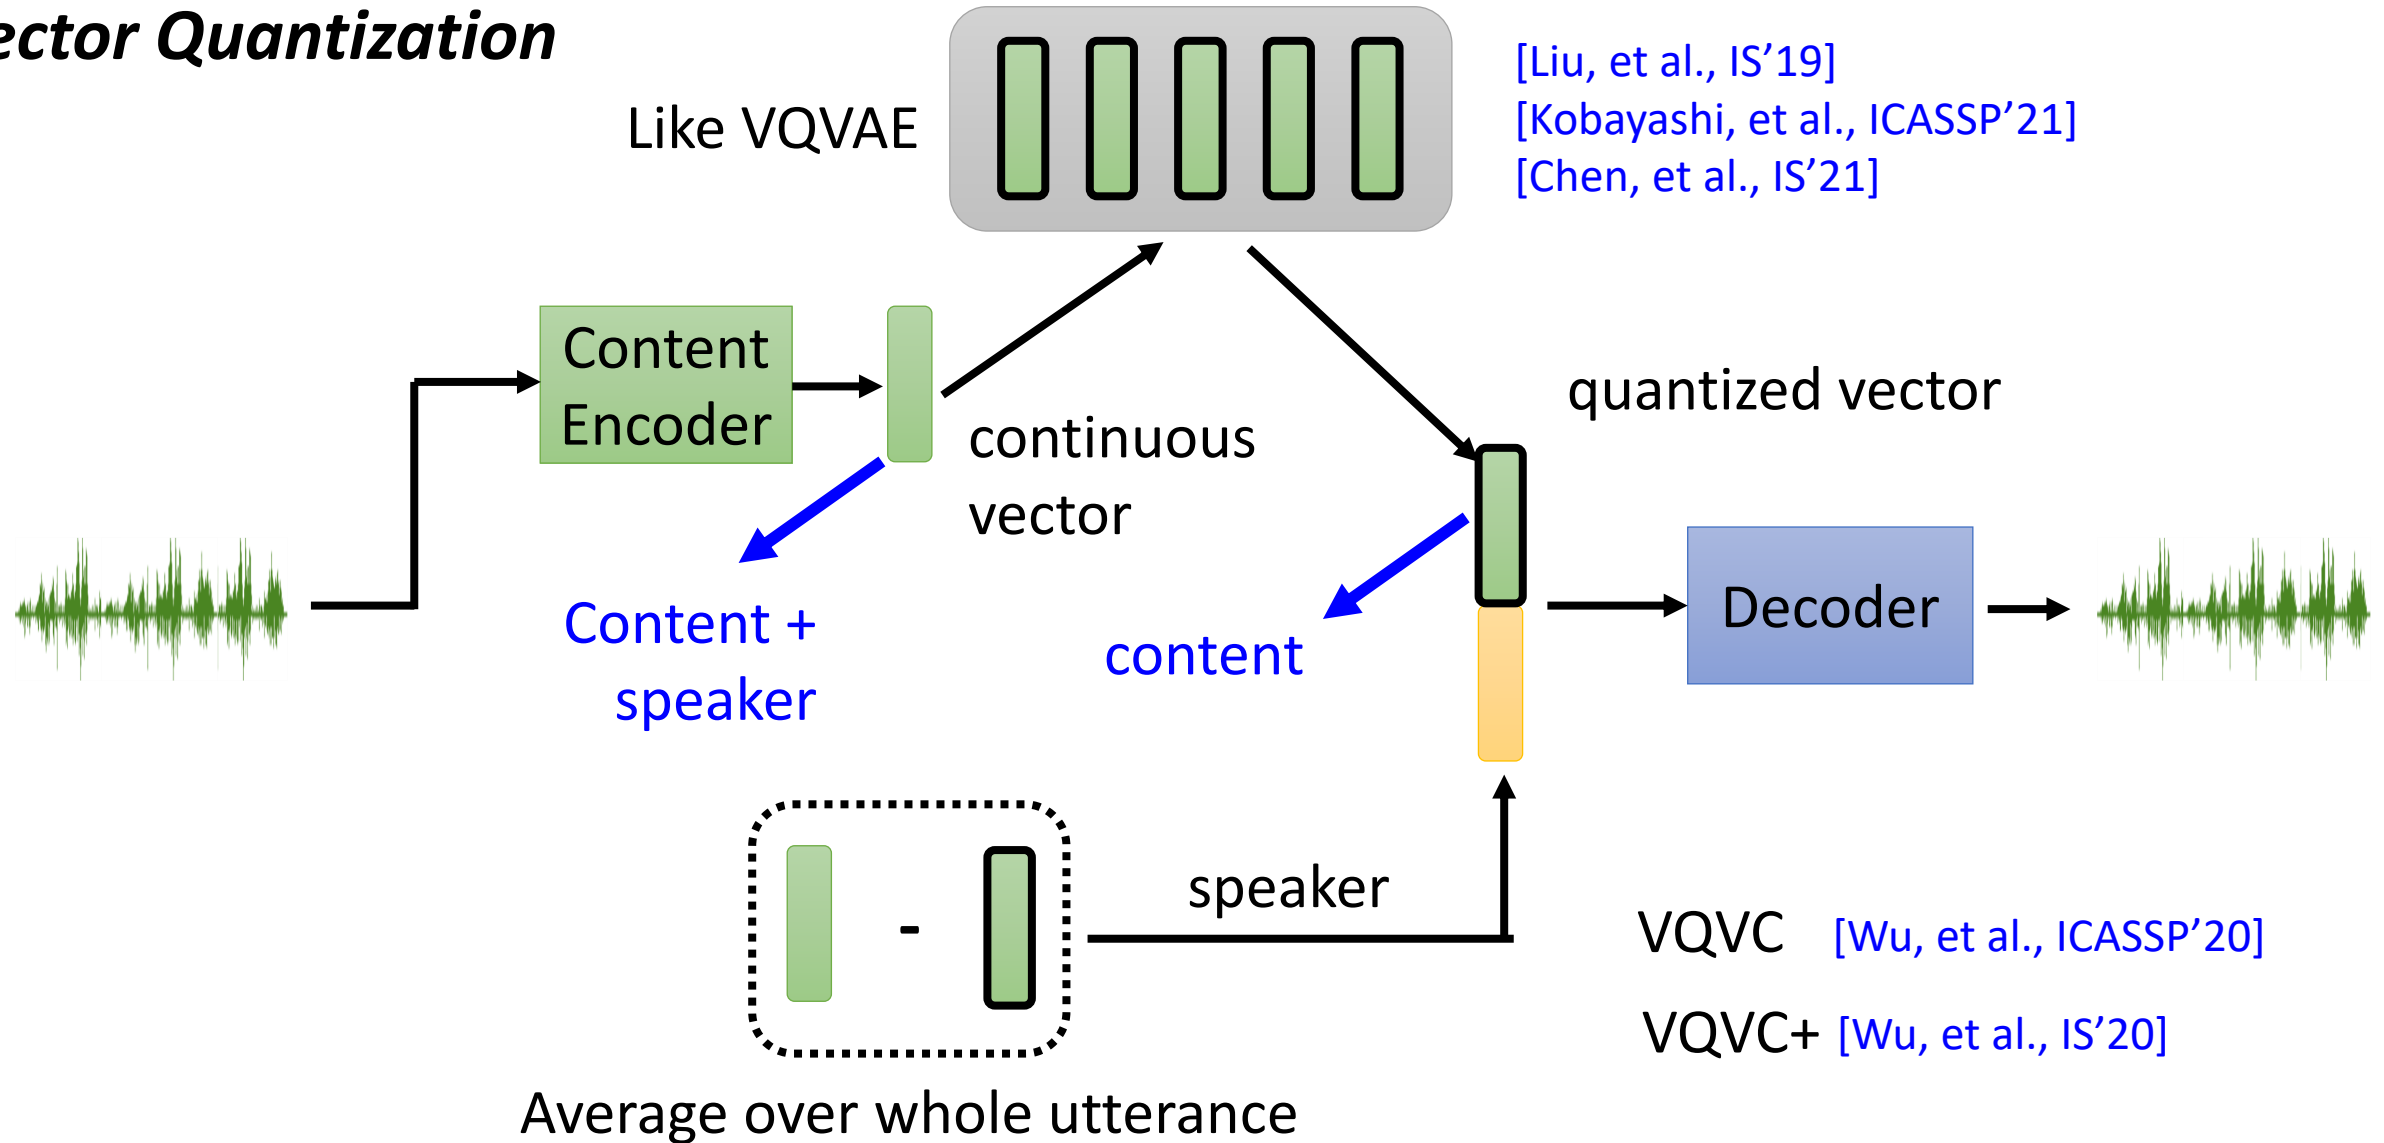 ector Quantization
Like VQVAE
[Liu, et al., IS’19]
[Kobayashi, et al., ICASSP’21]
[Chen, et al., IS’21]
Content
Encoder
continuous
vector
quantized vector
Content +
speaker
content
Decoder
-
speaker
VQVC [Wu, et al., ICASSP’20]
VQVC+ [Wu, et al., IS’20]
Average over whole utterance